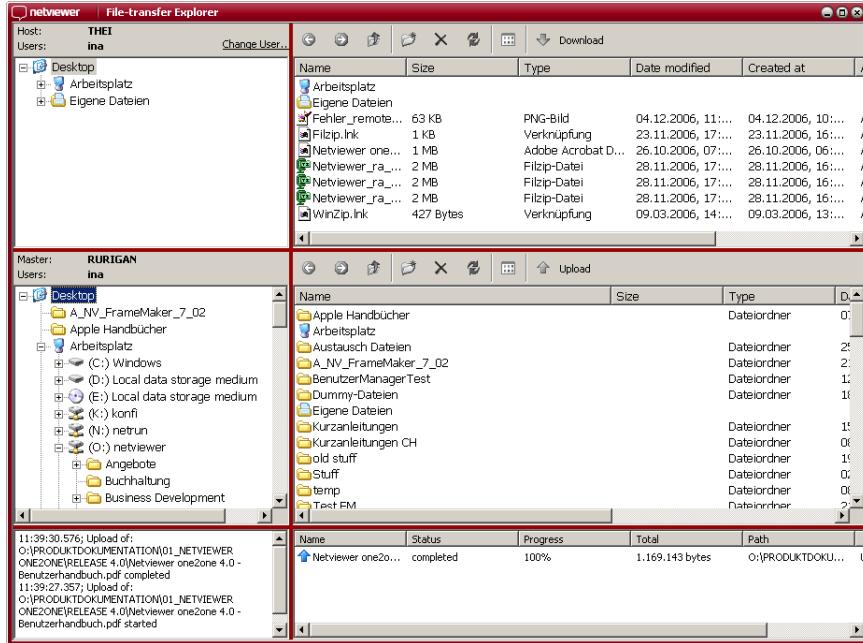 netviewer File-transfer Explorer
Host: THEI
Users: ina Change User...
Desktop
Arbeitsplatz
Eigene Dateien
Download
Name Size Type Date modified Created at
Arbeitsplatz
Eigene Dateien
Fehler_remote... 63 KB PNG-Bild 04.12.2006, 11:... 04.12.2006, 10:...
Filzip.lnk 1 KB Verknüpfung 23.11.2006, 17:... 23.11.2006, 16:...
Netviewer one... 1 MB Adobe Acrobat D... 26.10.2006, 07:... 26.10.2006, 06:...
Netviewer_ra_... 2 MB Filzip-Datei 28.11.2006, 17:... 28.11.2006, 16:...
Netviewer_ra_... 2 MB Filzip-Datei 28.11.2006, 17:... 28.11.2006, 16:...
Netviewer_ra_... 2 MB Filzip-Datei 28.11.2006, 17:... 28.11.2006, 16:...
WinZip.lnk 427 Bytes Verknüpfung 09.03.2006, 14:... 09.03.2006, 13:...
Master: RURIGAN
Users: ina
Desktop
A_NV_FrameMaker_7_02
Apple Handbücher
Arbeitsplatz
(C:) Windows
(D:) Local data storage medium
(E:) Local data storage medium
(K:) konfi
(N:) netrun
(O:) netviewer
Angebote
Buchhaltung
Business Development
Upload
Name Size Type D
Apple Handbücher Dateiordner
Arbeitsplatz
Austausch Dateien Dateiordner
A_NV_FrameMaker_7_02 Dateiordner
BenutzerManagerTest Dateiordner
Dummy-Dateien Dateiordner
Eigene Dateien
Kurzanleitungen Dateiordner
Kurzanleitungen CH Dateiordner
old stuff Dateiordner
Stuff Dateiordner
temp Dateiordner
Test FM Dateiordner
11:39:30.576; Upload of:
O:\PRODUKTDOKUMENTATION\01_NETVIEWER
ONE2ONE\RELEASE 4.0\Netviewer one2one 4.0 -
Benutzerhandbuch.pdf completed
11:39:27.357; Upload of:
O:\PRODUKTDOKUMENTATION\01_NETVIEWER
ONE2ONE\RELEASE 4.0\Netviewer one2one 4.0 -
Benutzerhandbuch.pdf started
Name Status Progress Total Path
Netviewer one2o... completed 100% 1.169.143 bytes O:\PRODUKTDOKU...